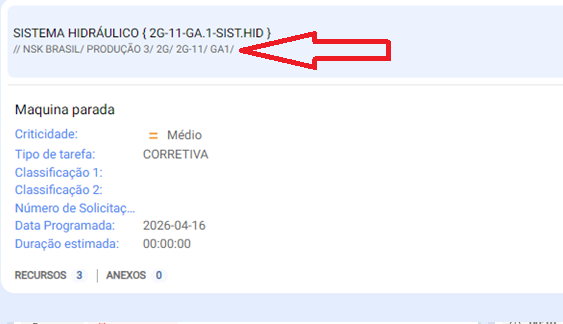 SISTEMA HIDRÁULICO { 2G-11-GA.1-SIST.HID }
// NSK BRASIL/ PRODUÇÃO 3/ 2G/ 2G-11/ GA1/
Maquina parada
Criticidade: = Médio
Tipo de tarefa: CORRETIVA
Classificação 1:
Classificação 2:
Número de Solicitaç...
Data Programada: 2026-04-16
Duração estimada: 00:00:00
RECURSOS 3 | ANEXOS 0